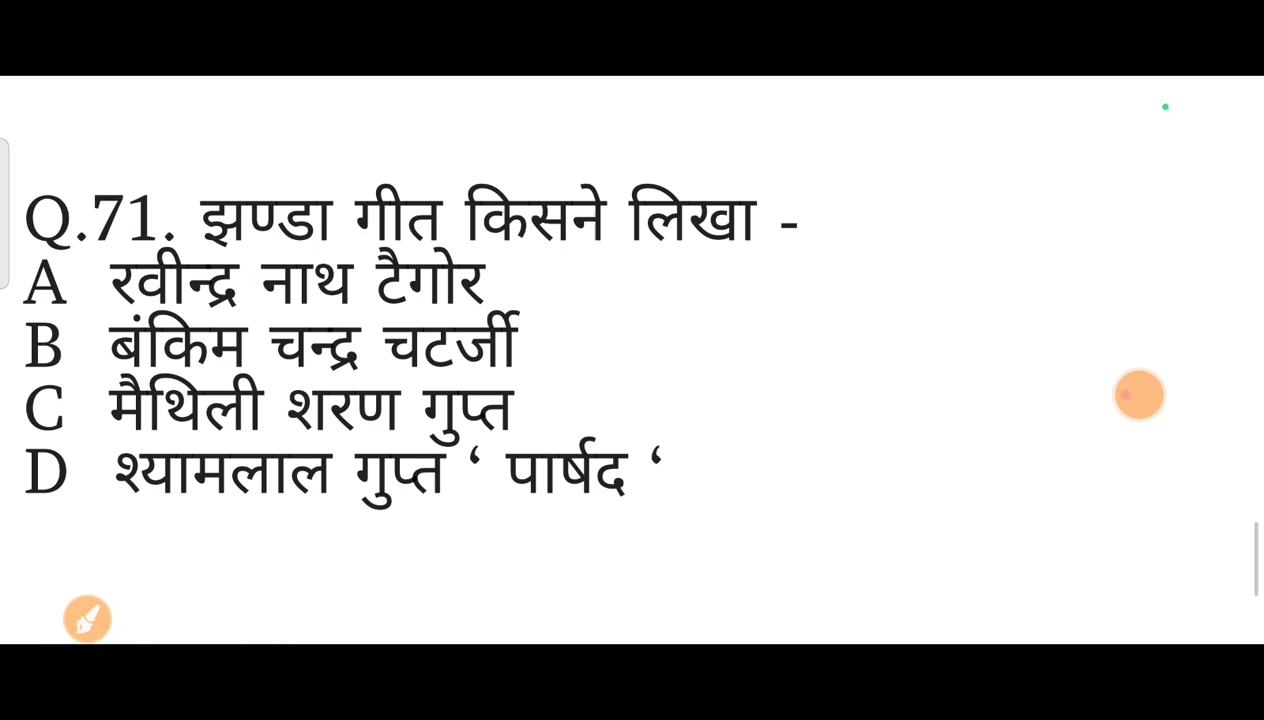 Q.71. झण्डा गीत किसने लिखा -
A रवीन्द्र नाथ टैगोर
B बंकिम चन्द्र चटर्जी
C मैथिली शरण गुप्त
D श्यामलाल गुप्त ‘ पार्षद ‘